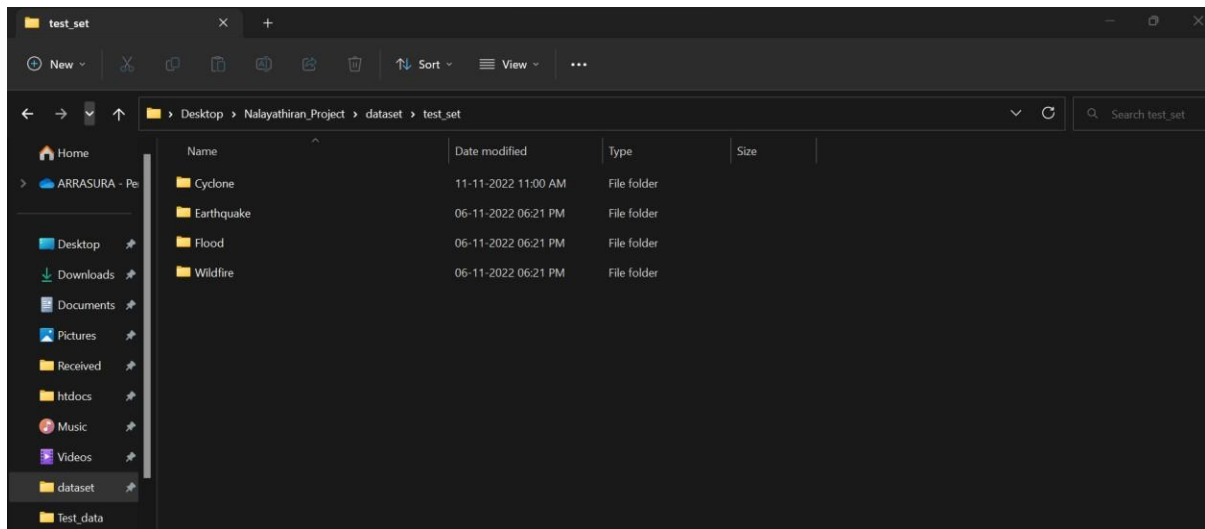 test_set
New
Sort
View
Desktop > Nalayathiran_Project > dataset > test_set
Search test_set
Home
ARRASURA - Per
Desktop
Downloads
Documents
Pictures
Received
htdocs
Music
Videos
dataset
Test_data
Name Date modified Type Size
Cyclone 11-11-2022 11:00 AM File folder
Earthquake 06-11-2022 06:21 PM File folder
Flood 06-11-2022 06:21 PM File folder
Wildfire 06-11-2022 06:21 PM File folder